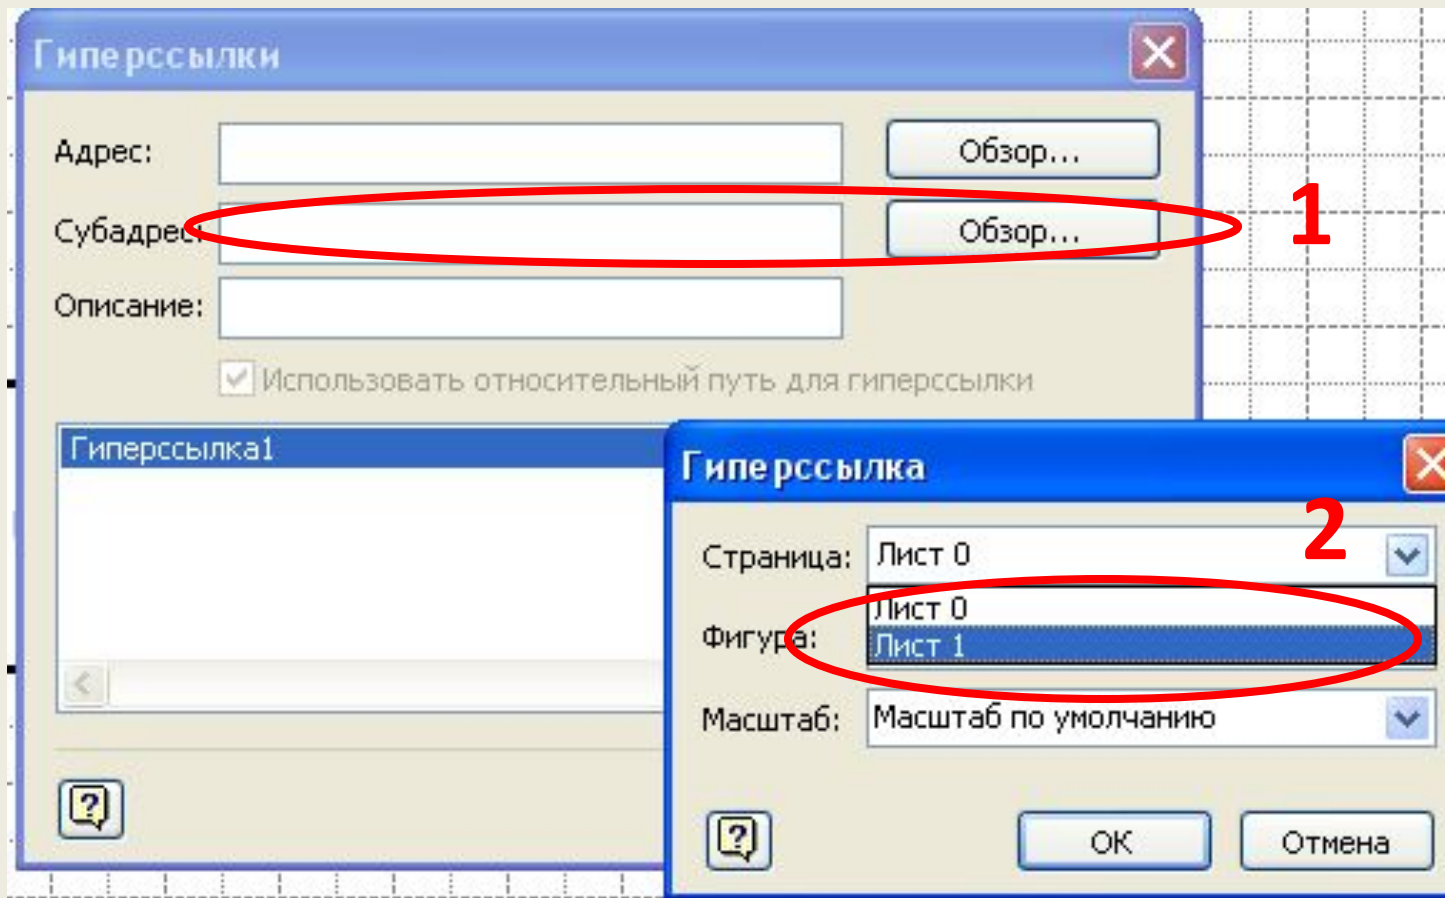 Гиперссылки
Адрес:
Обзор...
Субадрес:
Обзор...
1
Описание:
Использовать относительный путь для гиперссылки
Гиперссылка1
Гиперссылка
2
Страница: Лист 0
Лист 0
Фигура: Лист 1
Масштаб: Масштаб по умолчанию
ОК
Отмена